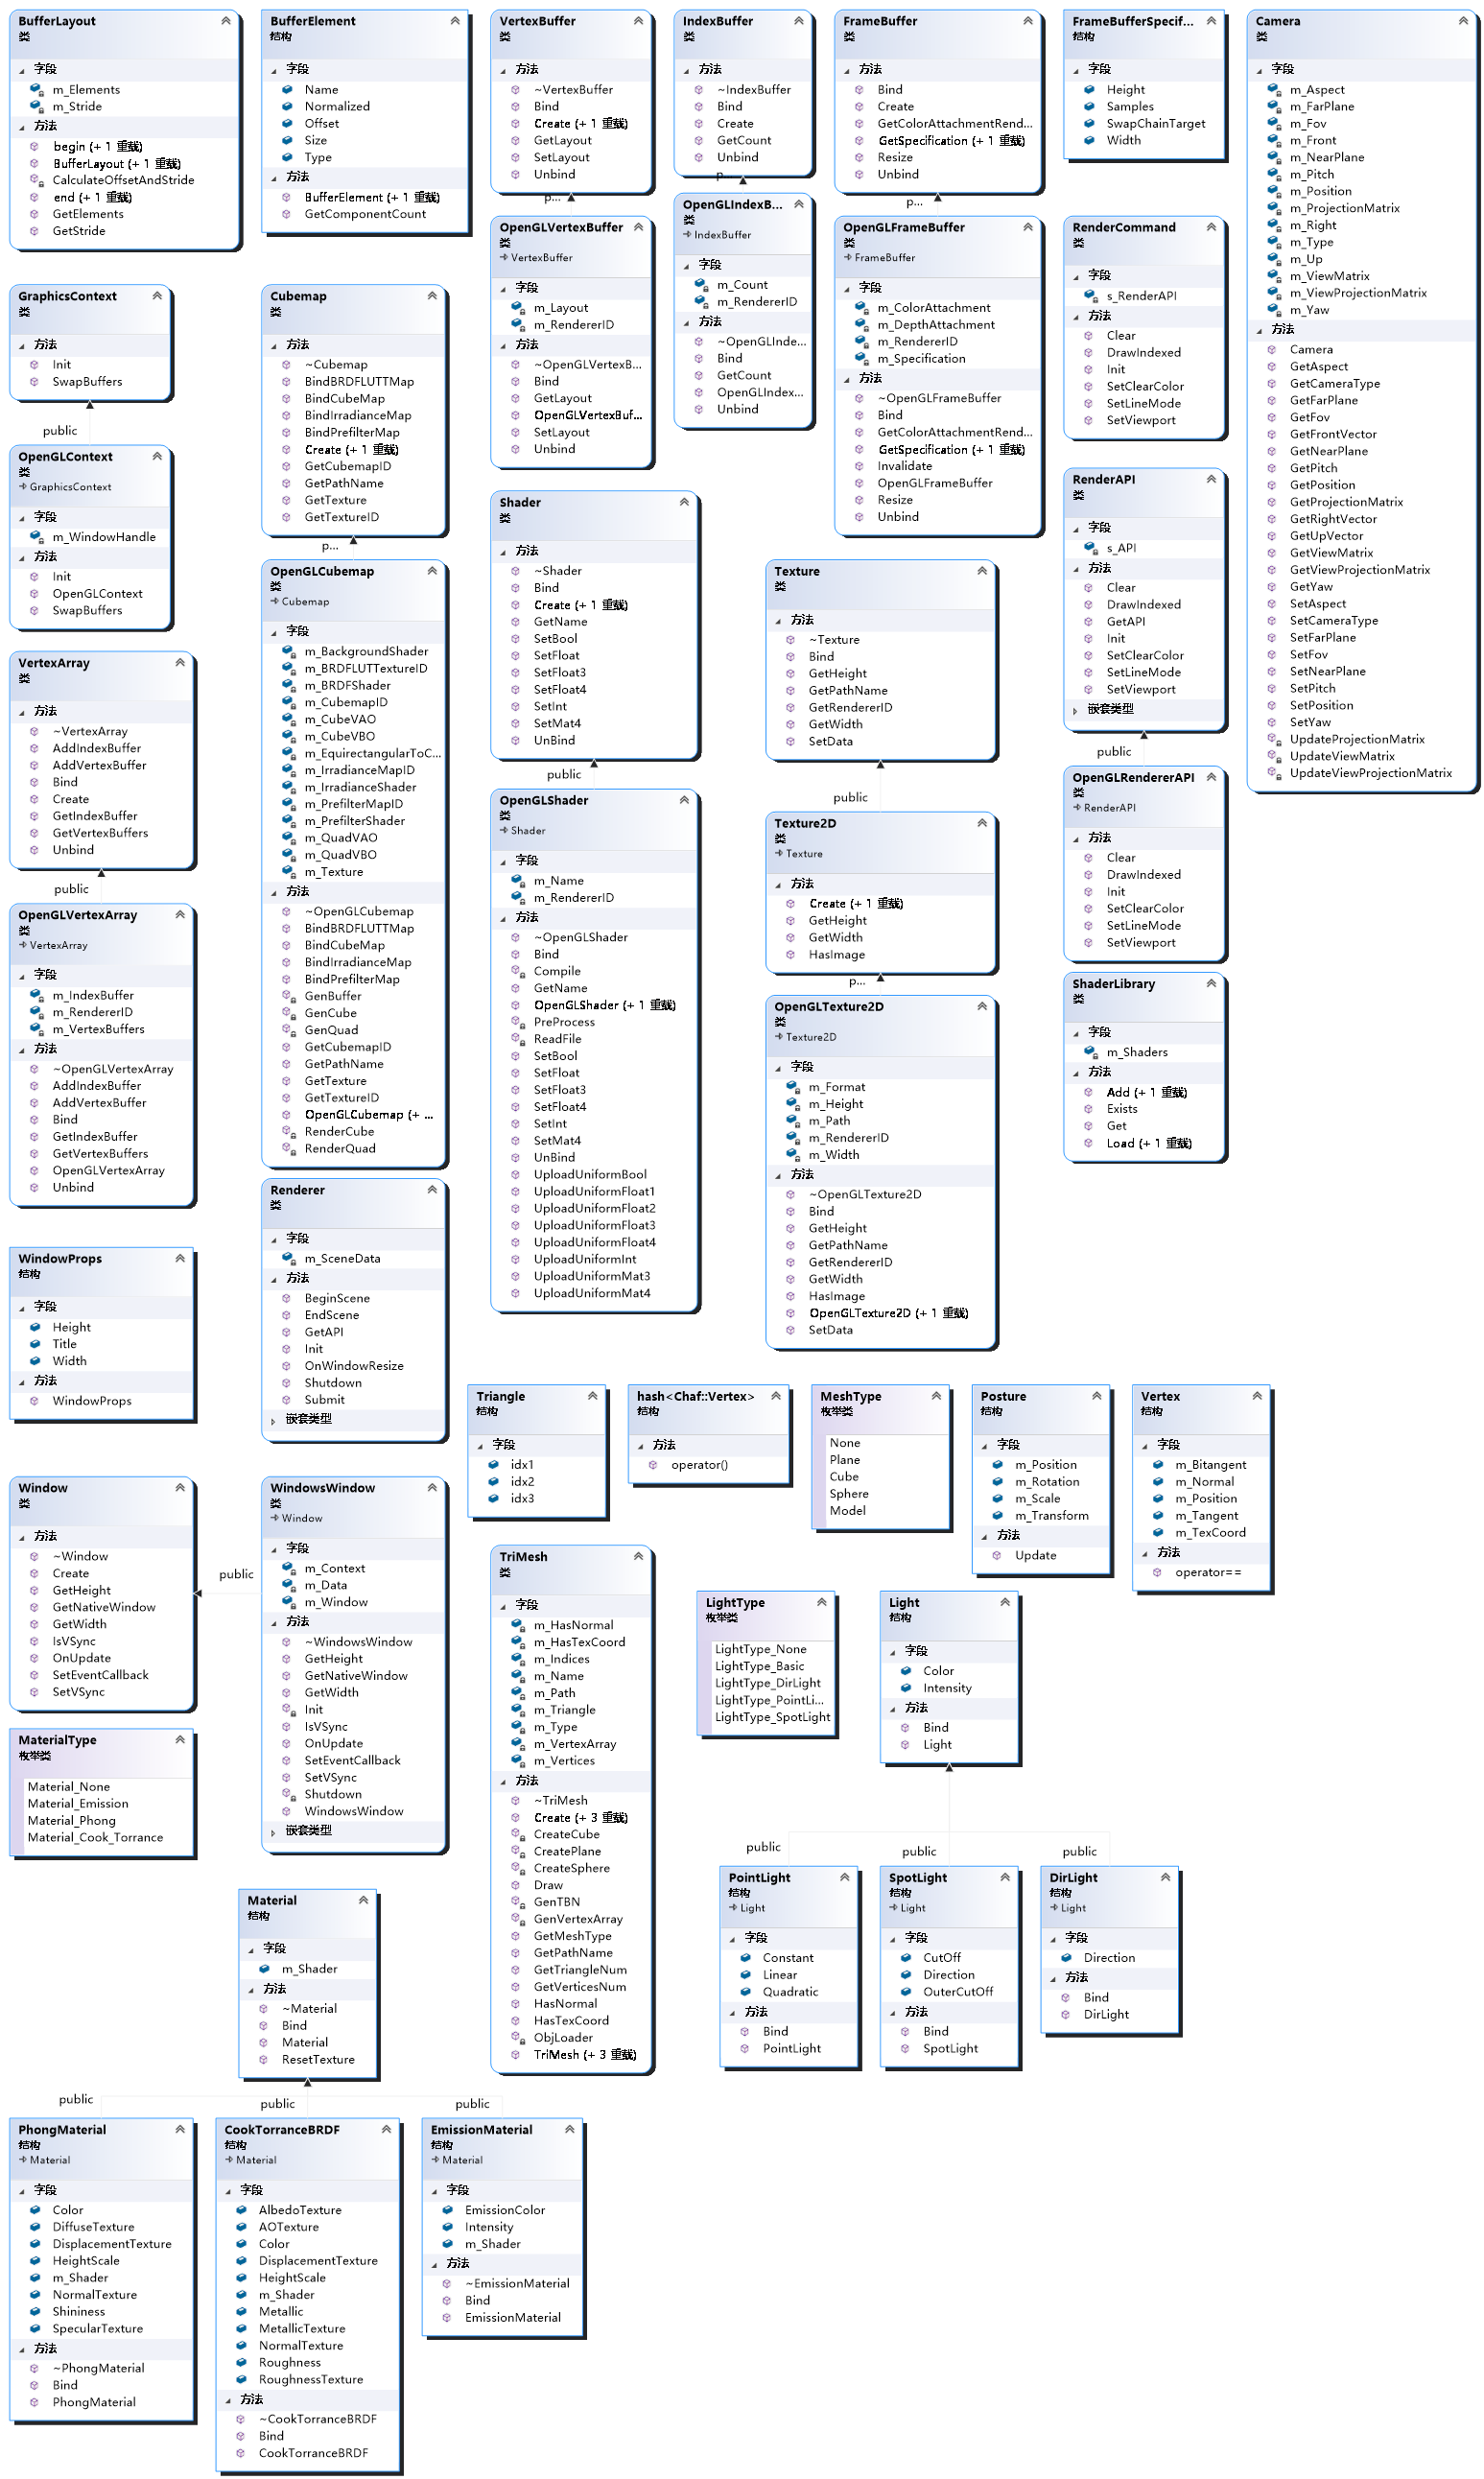 BufferLayout
类
字段
m_Elements
m_Stride
方法
begin (+ 1 重载)
BufferLayout (+ 1 重载)
CalculateOffsetAndStride
end (+ 1 重载)
GetElements
GetStride
BufferElement
结构
字段
Name
Normalized
Offset
Size
Type
方法
BufferElement (+ 1 重载)
GetComponentCount
VertexBuffer
类
方法
~VertexBuffer
Bind
Create (+ 1 重载)
GetLayout
SetLayout
Unbind
IndexBuffer
类
方法
~IndexBuffer
Bind
Create
GetCount
Unbind
FrameBuffer
类
方法
Bind
Create
GetColorAttachmentRend...
GetSpecification (+ 1 重载)
Resize
Unbind
FrameBufferSpecif...
结构
字段
Height
Samples
SwapChainTarget
Width
Camera
类
字段
m_Aspect
m_FarPlane
m_Fov
m_Front
m_NearPlane
m_Pitch
m_Position
m_ProjectionMatrix
m_Right
m_Type
m_Up
m_ViewMatrix
m_ViewProjectionMatrix
m_Yaw
方法
Camera
GetAspect
GetCameraType
GetFarPlane
GetFov
GetFrontVector
GetNearPlane
GetPitch
GetPosition
GetProjectionMatrix
GetRightVector
GetUpVector
GetViewMatrix
GetViewProjectionMatrix
GetYaw
SetAspect
SetCameraType
SetFarPlane
SetFov
SetNearPlane
SetPitch
SetPosition
SetYaw
UpdateProjectionMatrix
UpdateViewMatrix
UpdateViewProjectionMatrix
p...
OpenGLVertexBuffer
类
VertexBuffer
字段
m_Layout
m_RendererID
方法
~OpenGLVertexB...
Bind
GetLayout
OpenGLVertexBuf...
SetLayout
Unbind
p...
OpenGLIndexB...
类
IndexBuffer
字段
m_Count
m_RendererID
方法
~OpenGLInde...
Bind
GetCount
OpenGLIndex...
Unbind
p...
OpenGLFrameBuffer
类
FrameBuffer
字段
m_ColorAttachment
m_DepthAttachment
m_RendererID
m_Specification
方法
~OpenGLFrameBuffer
Bind
GetColorAttachmentRend...
GetSpecification (+ 1 重载)
Invalidate
OpenGLFrameBuffer
Resize
Unbind
RenderCommand
类
字段
s_RenderAPI
方法
Clear
DrawIndexed
Init
SetClearColor
SetLineMode
SetViewport
GraphicsContext
类
方法
Init
SwapBuffers
public
OpenGLContext
类
GraphicsContext
字段
m_WindowHandle
方法
Init
OpenGLContext
SwapBuffers
Cubemap
类
方法
~Cubemap
BindBRDFLUTTMap
BindCubeMap
BindIrradianceMap
BindPrefilterMap
Create (+ 1 重载)
GetCubemapID
GetPathName
GetTexture
GetTextureID
p...
OpenGLCubemap
类
Cubemap
字段
m_BackgroundShader
m_BRDFLUTTextureID
m_BRDFShader
m_CubemapID
m_CubeVAO
m_CubeVBO
m_EquirectangularToC...
m_IrradianceMapID
m_IrradianceShader
m_PrefilterMapID
m_PrefilterShader
m_QuadVAO
m_QuadVBO
m_Texture
方法
~OpenGLCubemap
BindBRDFLUTTMap
BindCubeMap
BindIrradianceMap
BindPrefilterMap
GenBuffer
GenCube
GenQuad
GetCubemapID
GetPathName
GetTexture
GetTextureID
OpenGLCubemap (+ ...
RenderCube
RenderQuad
Shader
类
方法
~Shader
Bind
Create (+ 1 重载)
GetName
SetBool
SetFloat
SetFloat3
SetFloat4
SetInt
SetMat4
UnBind
public
OpenGLShader
类
Shader
字段
m_Name
m_RendererID
方法
~OpenGLShader
Bind
Compile
GetName
OpenGLShader (+ 1 重载)
PreProcess
ReadFile
SetBool
SetFloat
SetFloat3
SetFloat4
SetInt
SetMat4
UnBind
UploadUniformBool
UploadUniformFloat1
UploadUniformFloat2
UploadUniformFloat3
UploadUniformFloat4
UploadUniformInt
UploadUniformMat3
UploadUniformMat4
Texture
类
方法
~Texture
Bind
GetHeight
GetPathName
GetRendererID
GetWidth
SetData
public
Texture2D
类
Texture
方法
Create (+ 1 重载)
GetHeight
GetWidth
HasImage
p...
OpenGLTexture2D
类
Texture2D
字段
m_Format
m_Height
m_Path
m_RendererID
m_Width
方法
~OpenGLTexture2D
Bind
GetHeight
GetPathName
GetRendererID
GetWidth
HasImage
OpenGLTexture2D (+ 1 重载)
SetData
RenderAPI
类
字段
s_API
方法
Clear
DrawIndexed
GetAPI
Init
SetClearColor
SetLineMode
SetViewport
嵌套类型
public
OpenGLRendererAPI
类
RenderAPI
方法
Clear
DrawIndexed
Init
SetClearColor
SetLineMode
SetViewport
ShaderLibrary
类
字段
m_Shaders
方法
Add (+ 1 重载)
Exists
Get
Load (+ 1 重载)
VertexArray
类
方法
~VertexArray
AddIndexBuffer
AddVertexBuffer
Bind
Create
GetIndexBuffer
GetVertexBuffers
Unbind
public
OpenGLVertexArray
类
VertexArray
字段
m_IndexBuffer
m_RendererID
m_VertexBuffers
方法
~OpenGLVertexArray
AddIndexBuffer
AddVertexBuffer
Bind
GetIndexBuffer
GetVertexBuffers
OpenGLVertexArray
Unbind
WindowProps
结构
字段
Height
Title
Width
方法
WindowProps
Renderer
类
字段
m_SceneData
方法
BeginScene
EndScene
GetAPI
Init
OnWindowResize
Shutdown
Submit
嵌套类型
Triangle
结构
字段
idx1
idx2
idx3
hash<Chaf::Vertex>
结构
方法
operator()
MeshType
枚举类
None
Plane
Cube
Sphere
Model
Posture
结构
字段
m_Position
m_Rotation
m_Scale
m_Transform
方法
Update
Vertex
结构
字段
m_Bitangent
m_Normal
m_Position
m_Tangent
m_TexCoord
方法
operator==
Window
类
方法
~Window
Create
GetHeight
GetNativeWindow
GetWidth
IsVSync
OnUpdate
SetEventCallback
SetVSync
public
WindowsWindow
类
Window
字段
m_Context
m_Data
m_Window
方法
~WindowsWindow
GetHeight
GetNativeWindow
GetWidth
Init
IsVSync
OnUpdate
SetEventCallback
SetVSync
Shutdown
WindowsWindow
嵌套类型
TriMesh
类
字段
m_HasNormal
m_HasTexCoord
m_Indices
m_Name
m_Path
m_Triangle
m_Type
m_VertexArray
m_Vertices
方法
~TriMesh
Create (+ 3 重载)
CreateCube
CreatePlane
CreateSphere
Draw
GenTBN
GenVertexArray
GetMeshType
GetPathName
GetTriangleNum
GetVerticesNum
HasNormal
HasTexCoord
ObjLoader
TriMesh (+ 3 重载)
LightType
枚举类
LightType_None
LightType_Basic
LightType_DirLight
LightType_PointLi...
LightType_SpotLight
Light
结构
字段
Color
Intensity
方法
Bind
Light
public
public
public
PointLight
结构
Light
字段
Constant
Linear
Quadratic
方法
Bind
PointLight
SpotLight
结构
Light
字段
CutOff
Direction
OuterCutOff
方法
Bind
SpotLight
DirLight
结构
Light
字段
Direction
方法
Bind
DirLight
MaterialType
枚举类
Material_None
Material_Emission
Material_Phong
Material_Cook_Torrance
Material
结构
字段
m_Shader
方法
~Material
Bind
Material
ResetTexture
public
public
public
PhongMaterial
结构
Material
字段
Color
DiffuseTexture
DisplacementTexture
HeightScale
m_Shader
NormalTexture
Shininess
SpecularTexture
方法
~PhongMaterial
Bind
PhongMaterial
CookTorranceBRDF
结构
Material
字段
AlbedoTexture
AOTexture
Color
DisplacementTexture
HeightScale
m_Shader
Metallic
MetallicTexture
NormalTexture
Roughness
RoughnessTexture
方法
~CookTorranceBRDF
Bind
CookTorranceBRDF
EmissionMaterial
结构
Material
字段
EmissionColor
Intensity
m_Shader
方法
~EmissionMaterial
Bind
EmissionMaterial